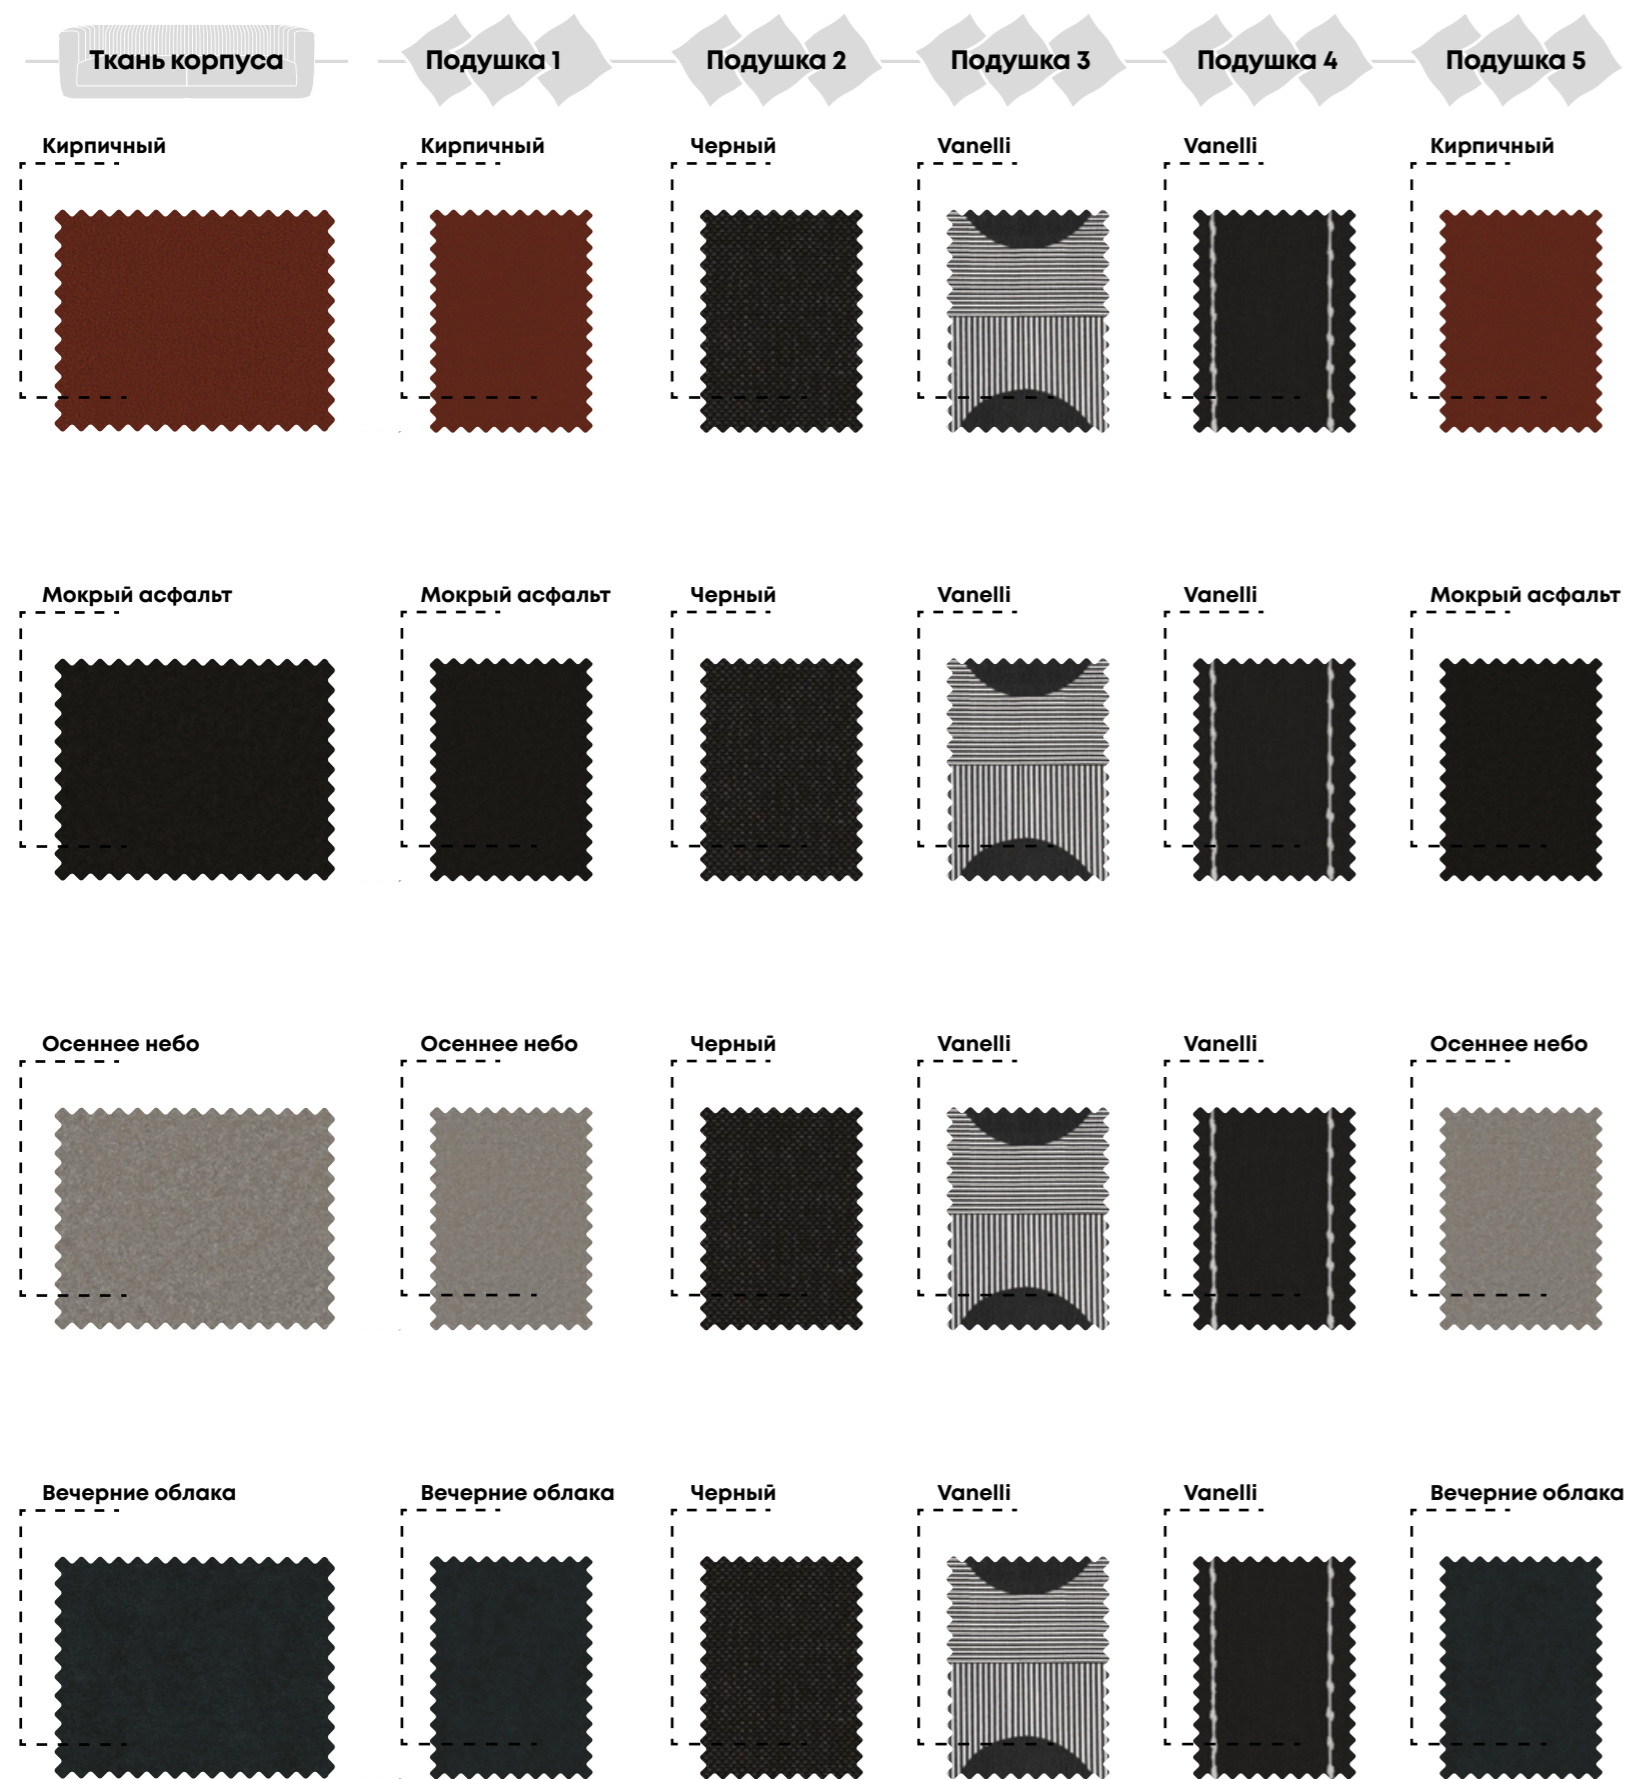 Ткань корпуса
Подушка 1
Подушка 2
Подушка 3
Подушка 4
Подушка 5
Кирпичный
Кирпичный
Черный
Vanelli
Vanelli
Кирпичный
Мокрый асфальт
Мокрый асфальт
Черный
Vanelli
Vanelli
Мокрый асфальт
Осеннее небо
Осеннее небо
Черный
Vanelli
Vanelli
Осеннее небо
Вечерние облака
Вечерние облака
Черный
Vanelli
Vanelli
Вечерние облака